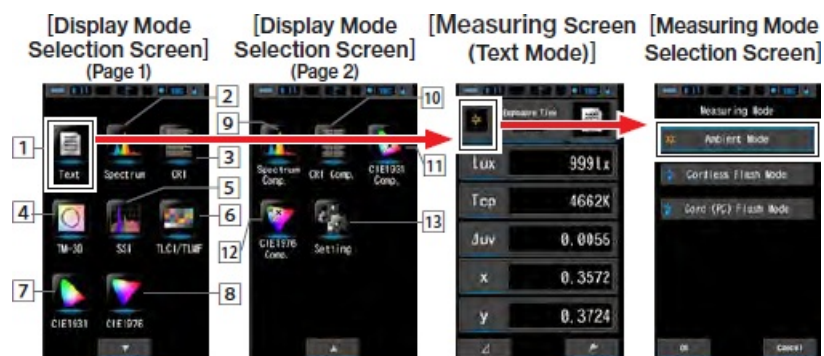 [Display Mode
Selection Screen]
(Page 1)
[Display Mode
Selection Screen]
(Page 2)
[Measuring Screen
(Text Mode)]
[Measuring Mode
Selection Screen]
1
2
3
4
5
6
7
8
Text
Spectrum
CRI
TM-30
SSI
TLCI/TLMF
CIE1931
CIE1976
9
10
11
12
13
Spectrum
Comp.
CRI Comp.
CIE1931
Comp.
CIE1976
Comp.
Setting
Exposure Time
Lux
999lx
Tcp
4662K
Δuv
0.0055
x
0.3572
y
0.3724
Measuring Mode
Ambient Mode
Cordless Flash Mode
Cord (PC) Flash Mode
OK
Cancel